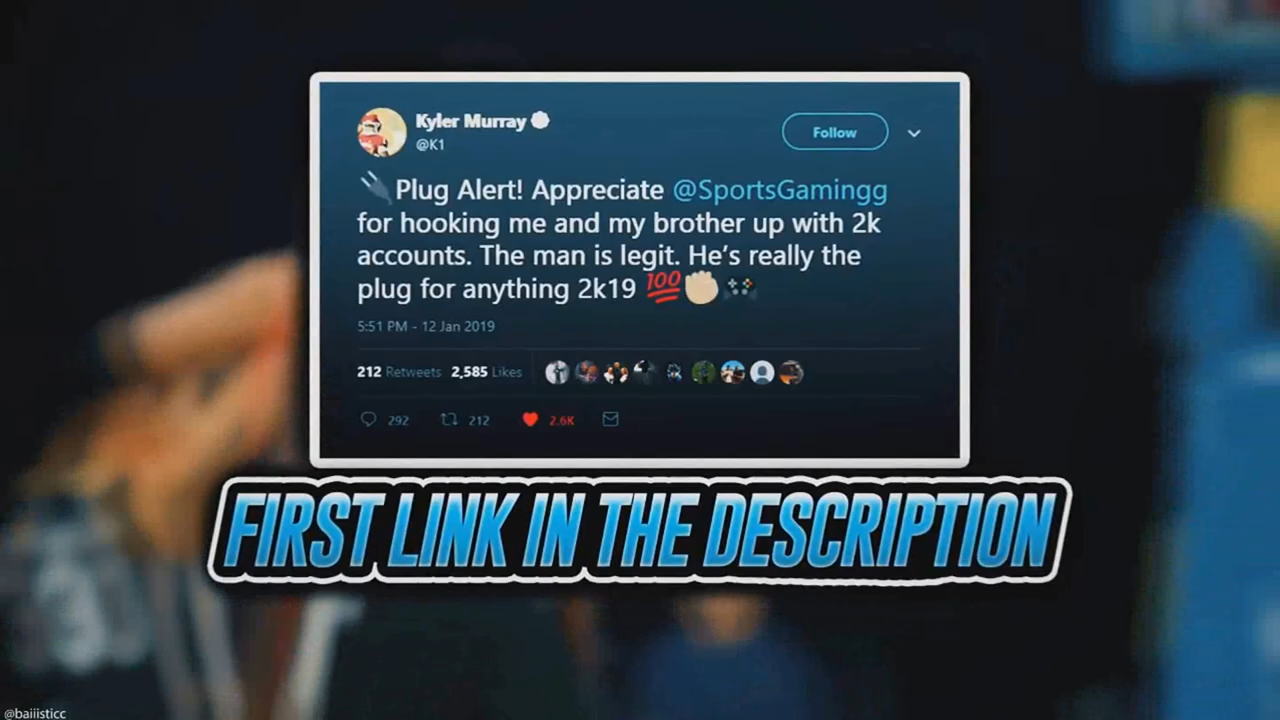 Kyler Murray
Follow
@K1
Plug Alert! Appreciate @SportsGamingg
for hooking me and my brother up with 2k
accounts. The man is legit. He's really the
plug for anything 2k19 💯✊🏼🎮
5:51 PM - 12 Jan 2019
212 Retweets 2,585 Likes
292 212 2.6K
FIRST LINK IN THE DESCRIPTION
@baiiisticc